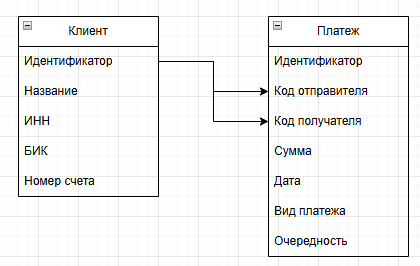 Клиент
Идентификатор
Название
ИНН
БИК
Номер счета
Платеж
Идентификатор
Код отправителя
Код получателя
Сумма
Дата
Вид платежа
Очередность